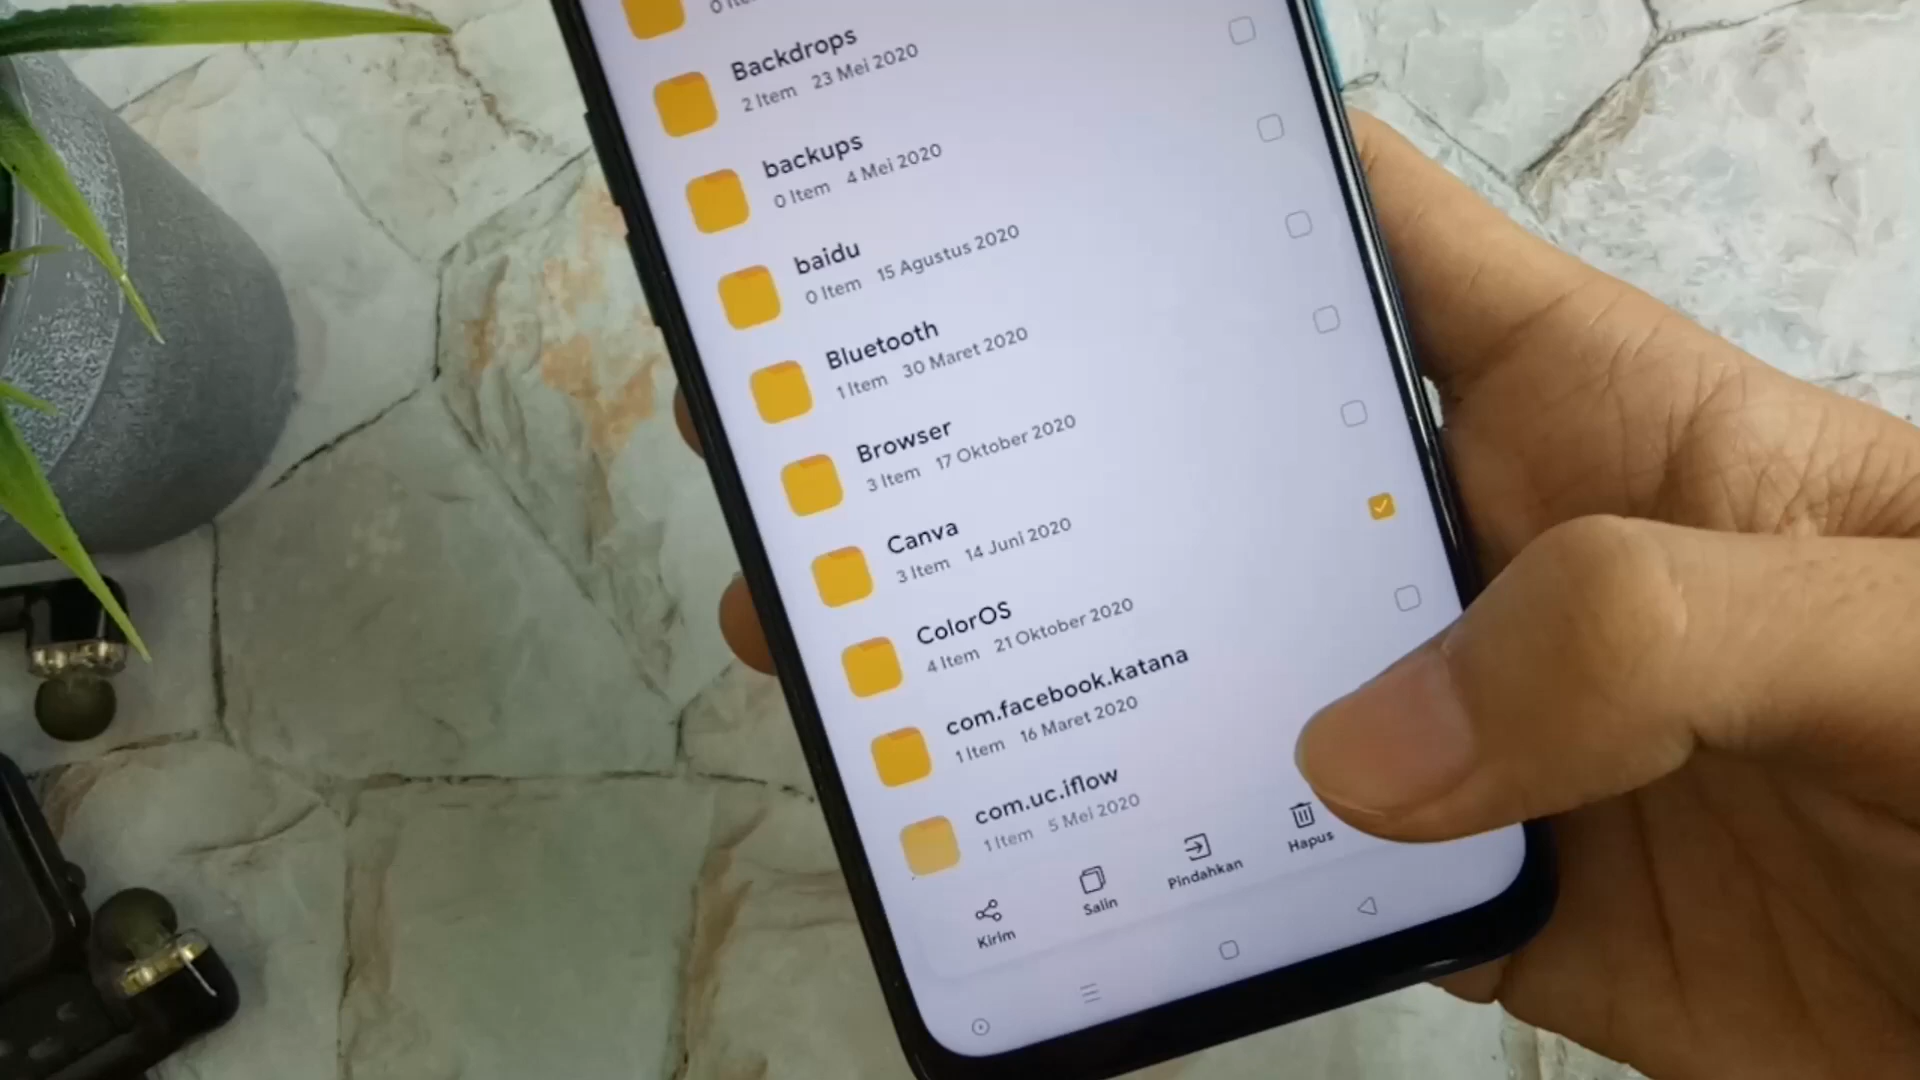 Backdrops
2 Item 23 Mei 2020
backups
0 Item 4 Mei 2020
baidu
0 Item 15 Agustus 2020
Bluetooth
1 Item 30 Maret 2020
Browser
3 Item 17 Oktober 2020
Canva
3 Item 14 Juni 2020
ColorOS
4 Item 21 Oktober 2020
com.facebook.katana
1 Item 16 Maret 2020
com.uc.iflow
1 Item 5 Mei 2020
Kirim
Salin
Pindahkan
Hapus